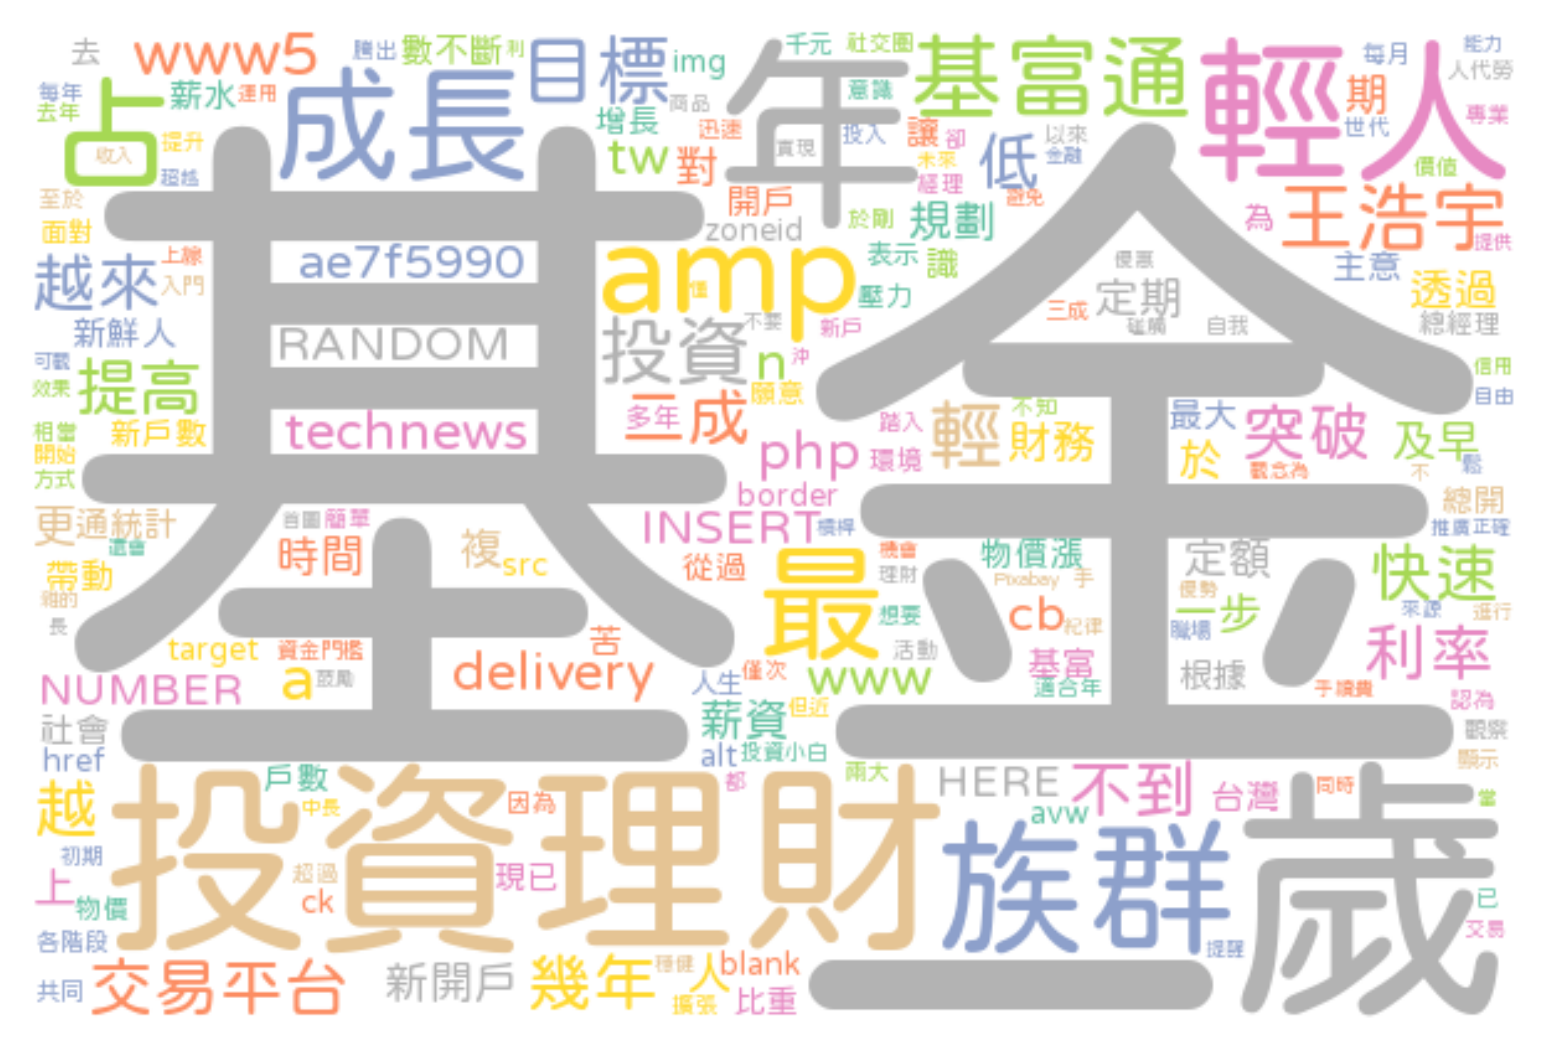 去
www5
騰出
數不斷
利
目標
img
千元
社交圈
基富通
輕人
每月
能力
人代勞
每年
去年
占
薪水
運用
成長
商品
年
意識
期
專業
增長
迅速
投入
讓
卻
以來
世代
收入
提升
tw
對
實現
未來
低
金融
價值
超越
經理
至於
開戶
避免
為
王浩宇
面對
zoneid
於剛
規劃
提供
基金
上線
ae7f5990
amp
表示
識
優惠
主意
越來
入門
懂
壓力
定期
透過
新鮮人
RANDOM
投資
不要
新戶
三成
碰觸
自我
總經理
可觀
n
沖
信用
提高
效果
願意
自由
多年
二成
踏入
輕
不知
最大
突破
及早
相當
新戶數
technews
財務
開始
php
環境
於
觀念為
不
鬆
方式
border
總開
更
通統計
首圖
簡單
INSERT
槓桿
推廣
正確
還會
時間
複
src
從過
最
機會
物價漲
定額
快速
帶動
理財
Pixabay
手
優勢
雜的
想要
cb
紀律
一步
來源
進行
長
職場
target
資金門檻
苦
活動
基富
利率
NUMBER
a
鼓勵
delivery
人生
僅次
www
適合年
根據
手續費
認為
社會
薪資
但近
觀察
href
alt
投資小白
顯示
越
戶數
都
兩大
HERE
不到
台灣
同時
中長
因為
avw
當
投資理財
族群
歲
初期
上
超過
現已
物價
ck
已
各階段
交易
提醒
共同
交易平台
新開戶
幾年
穩健
人
blank
擴張
比重
一